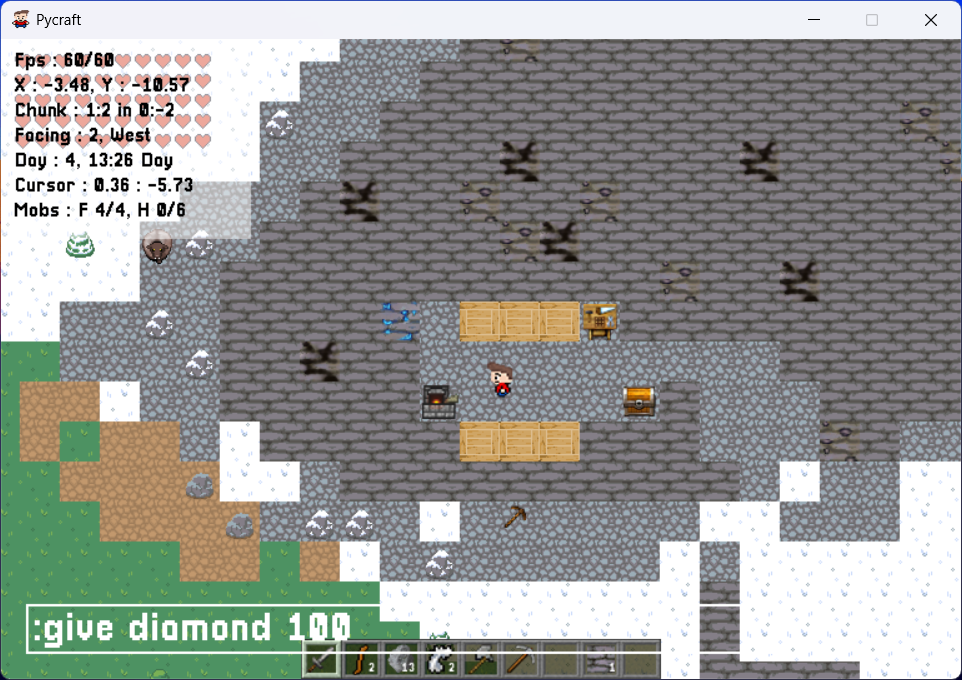 Pycraft
Fps : 60/60
X : -3.48, Y : -10.57
Chunk : 1:2 in 0:-2
Facing : 2, West
Day : 4, 13:26 Day
Cursor : 0.36 : -5.73
Mobs : F 4/4, H 0/6
:give diamond 100
2 13 2 1